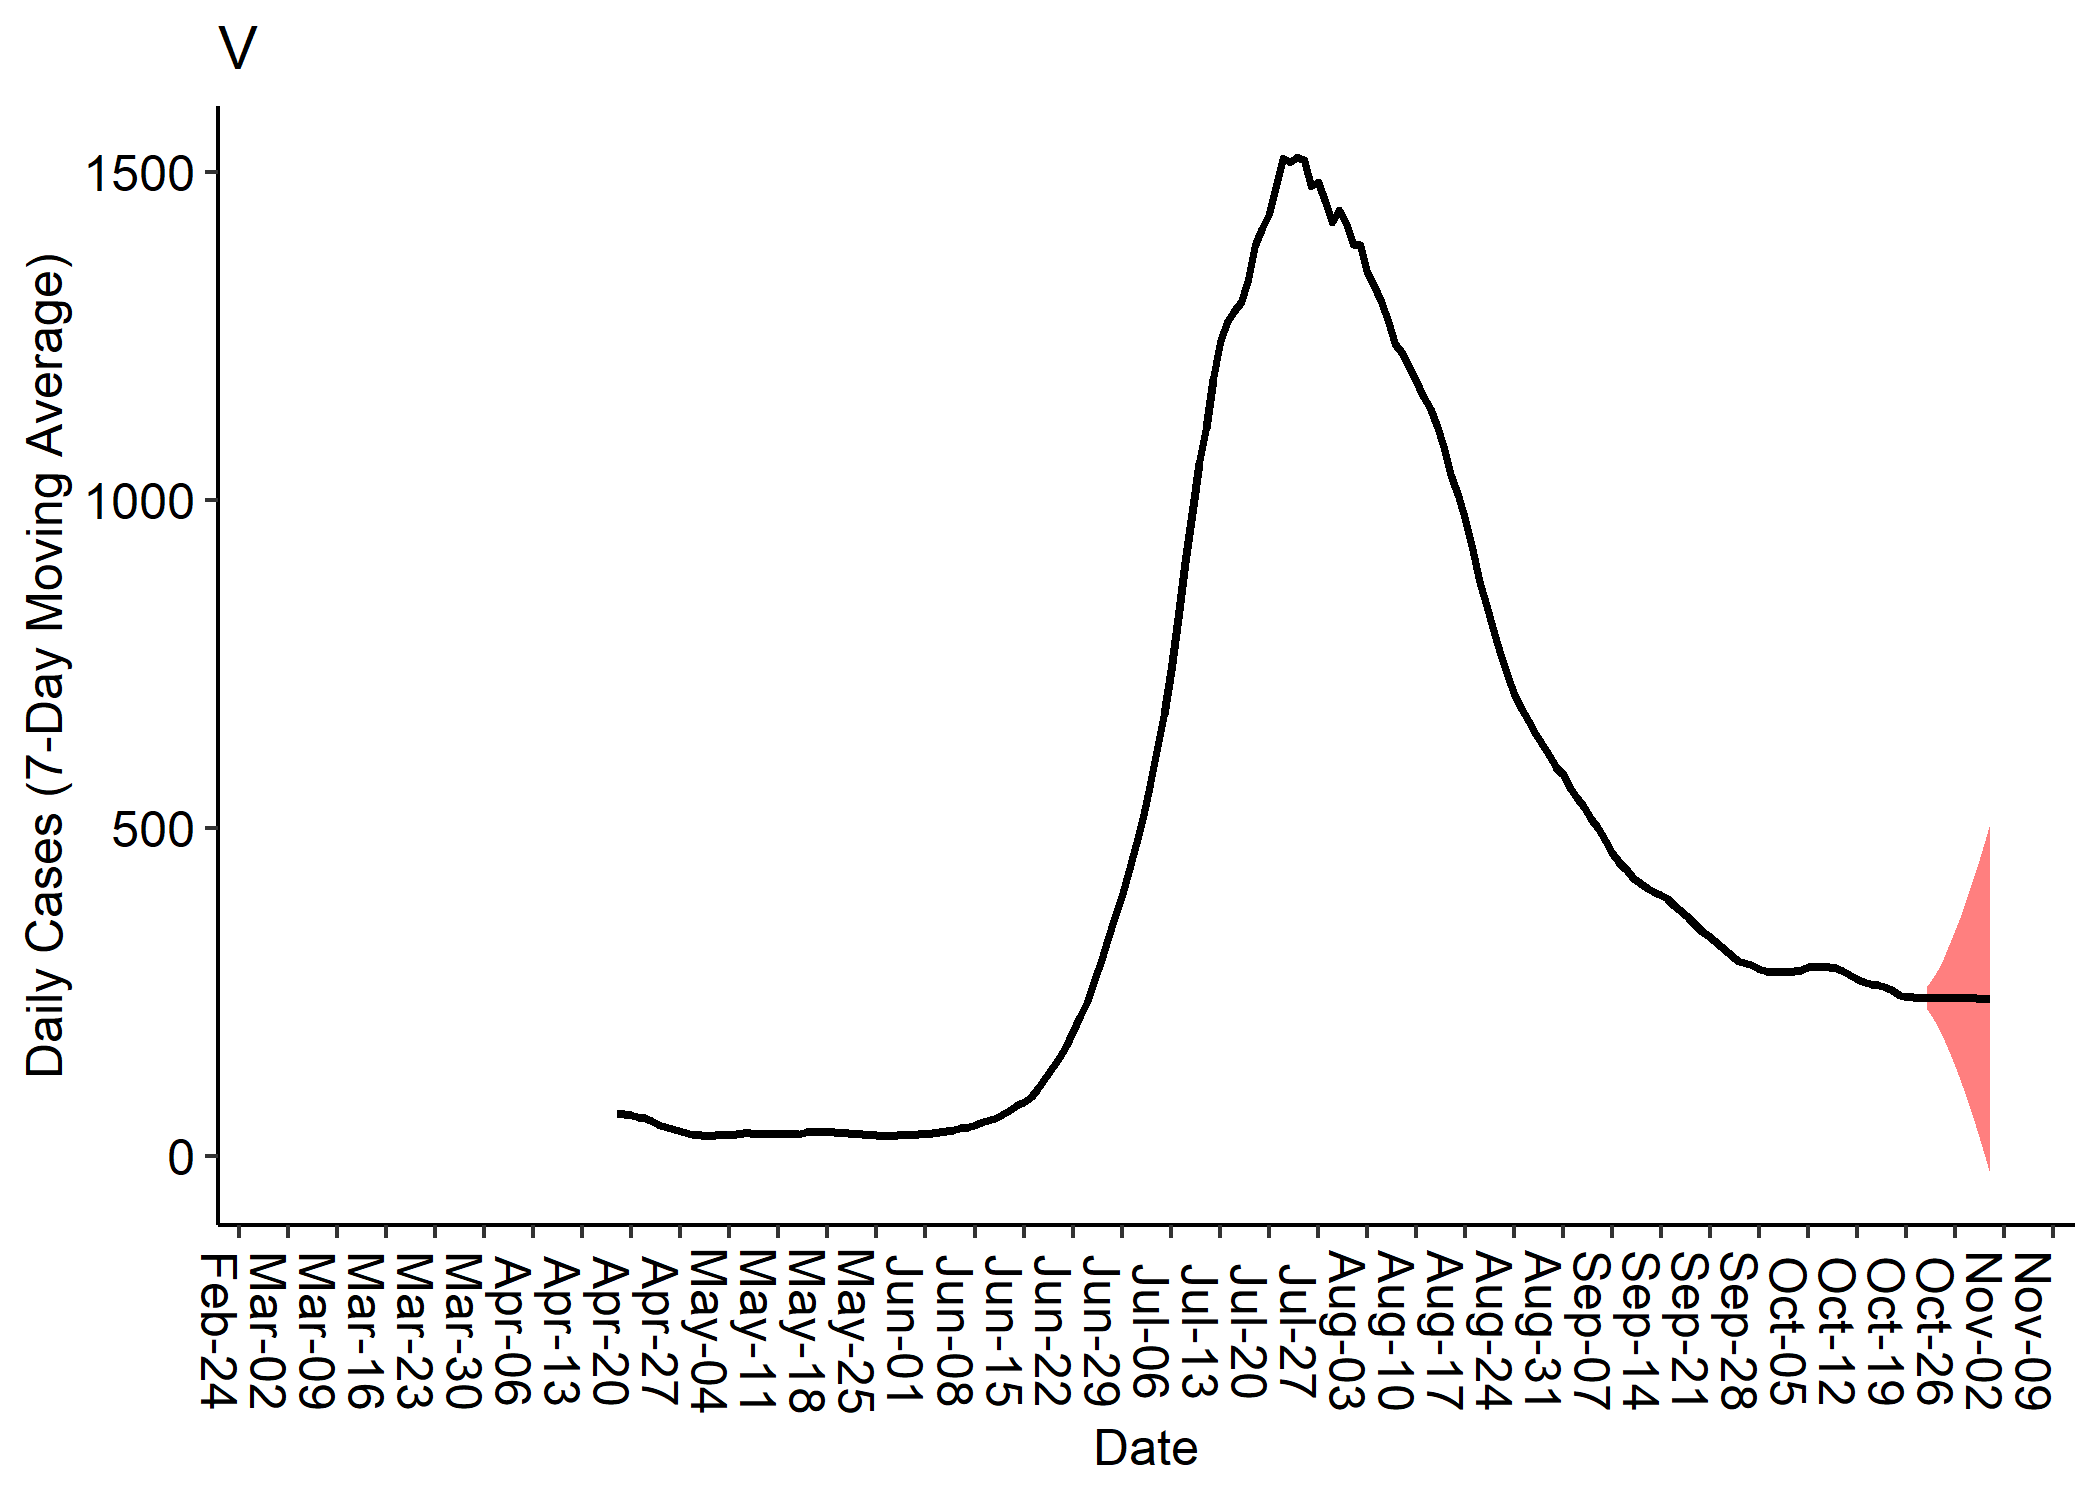 V
Daily Cases (7-Day Moving Average)
1500
1000
500
0
Feb-24
Mar-02
Mar-09
Mar-16
Mar-23
Mar-30
Apr-06
Apr-13
Apr-20
Apr-27
May-04
May-11
May-18
May-25
Jun-01
Jun-08
Jun-15
Jun-22
Jun-29
Jul-06
Jul-13
Jul-20
Jul-27
Aug-03
Aug-10
Aug-17
Aug-24
Aug-31
Sep-07
Sep-14
Sep-21
Sep-28
Oct-05
Oct-12
Oct-19
Oct-26
Nov-02
Nov-09
Date